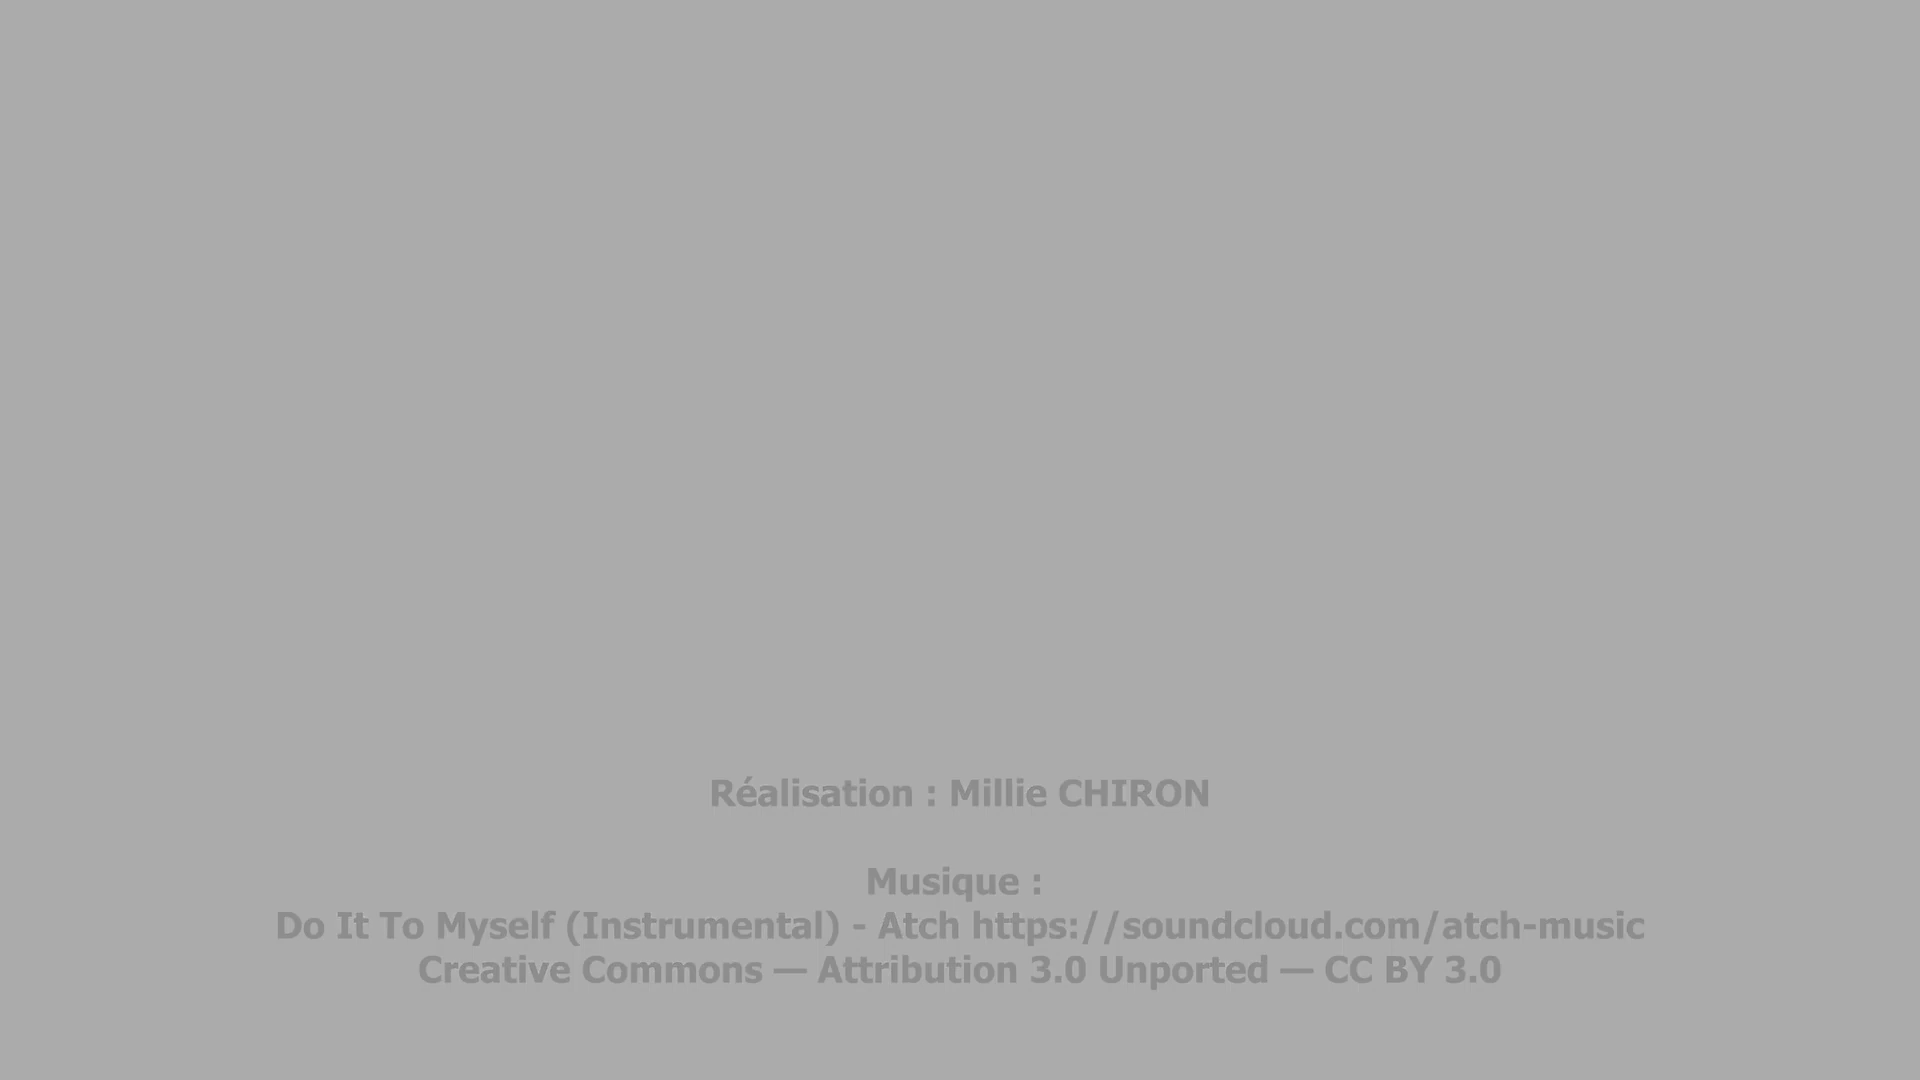 Réalisation : Millie CHIRON
Musique :
Do It To Myself (Instrumental) - Atch https://soundcloud.com/atch-music
Creative Commons — Attribution 3.0 Unported — CC BY 3.0